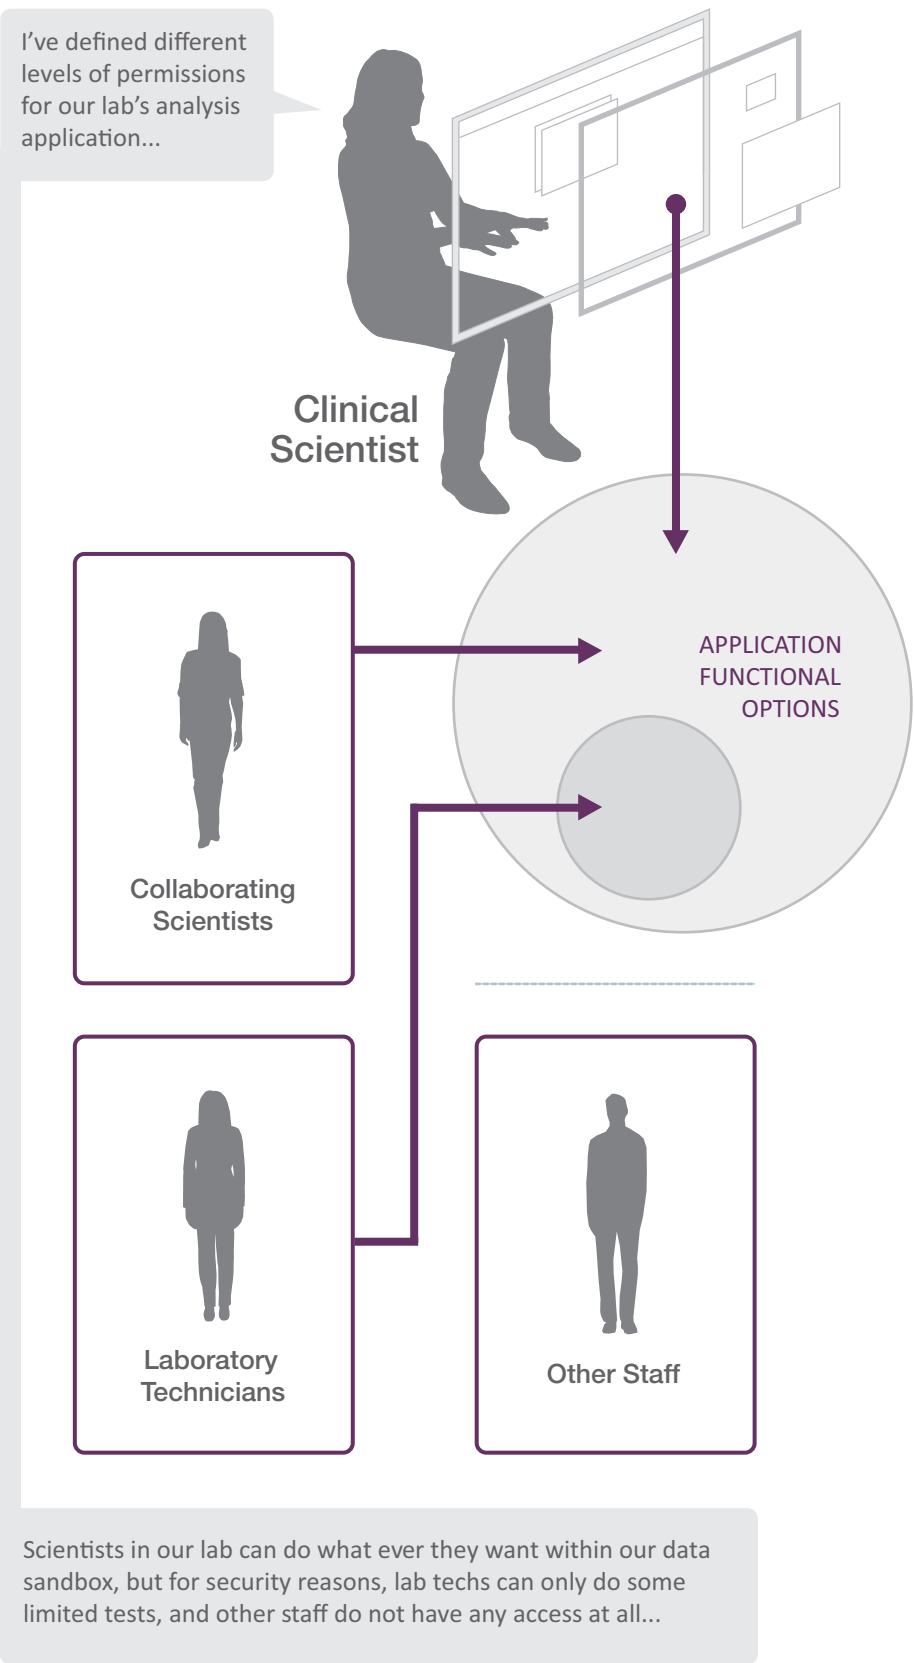 I've defined different
levels of permissions
for our lab's analysis
application...
Clinical
Scientist
APPLICATION
FUNCTIONAL
OPTIONS
Collaborating
Scientists
Laboratory
Technicians
Other Staff
Scientists in our lab can do what ever they want within our data
sandbox, but for security reasons, lab techs can only do some
limited tests, and other staff do not have any access at all...